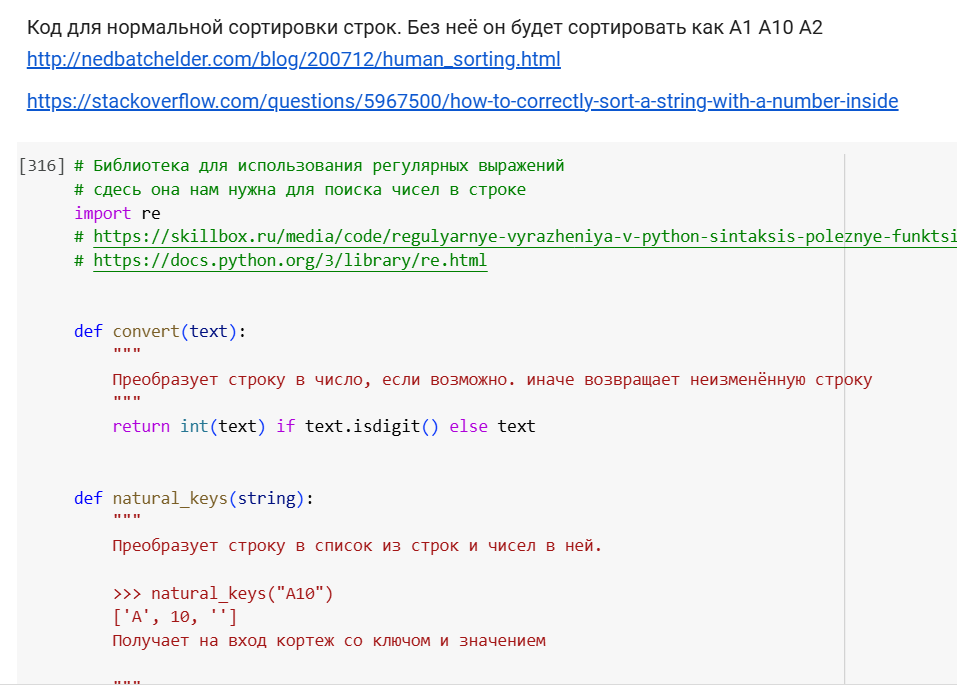 Код для нормальной сортировки строк. Без неё он будет сортировать как A1 A10 A2
http://nedbatchelder.com/blog/200712/human_sorting.html
https://stackoverflow.com/questions/5967500/how-to-correctly-sort-a-string-with-a-number-inside
[316] # Библиотека для использования регулярных выражений
# сдесь она нам нужна для поиска чисел в строке
import re
# https://skillbox.ru/media/code/regulyarnye-vyrazheniya-v-python-sintaksis-poleznye-funktsi
# https://docs.python.org/3/library/re.html
def convert(text):
"""
Преобразует строку в число, если возможно. иначе возвращает неизменённую строку
"""
return int(text) if text.isdigit() else text
def natural_keys(string):
"""
Преобразует строку в список из строк и чисел в ней.
>>> natural_keys("A10")
['A', 10, '']
Получает на вход кортеж со ключом и значением
"""